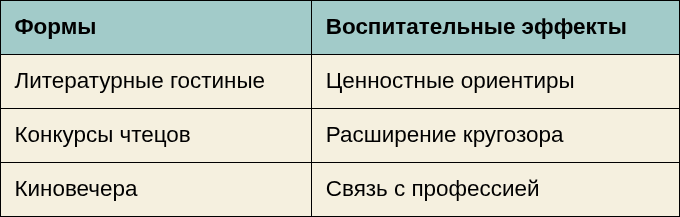 Формы Воспитательные эффекты
Литературные гостиные Ценностные ориентиры
Конкурсы чтецов Расширение кругозора
Киновечера Связь с профессией